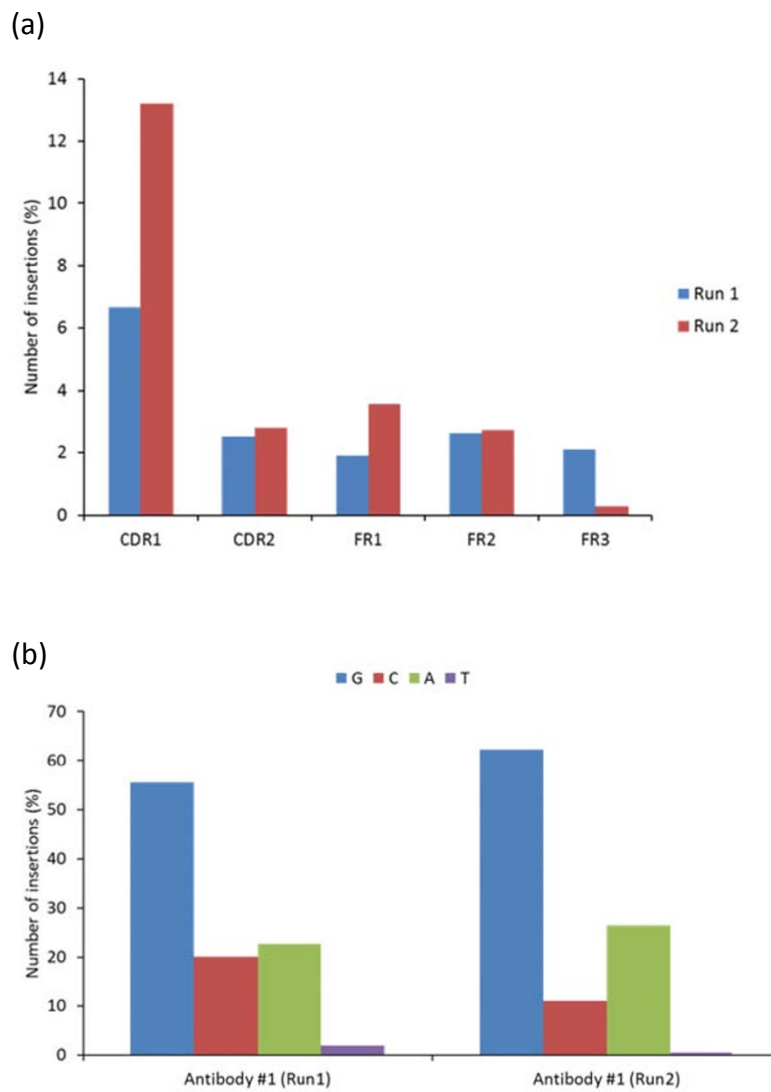 (a)
14
12
10
8
6
4
2
0
Number of insertions (%)
CDR1 CDR2 FR1 FR2 FR3
Run 1
Run 2
(b)
G C A T
70
60
50
40
30
20
10
0
Number of insertions (%)
Antibody #1 (Run1) Antibody #1 (Run2)